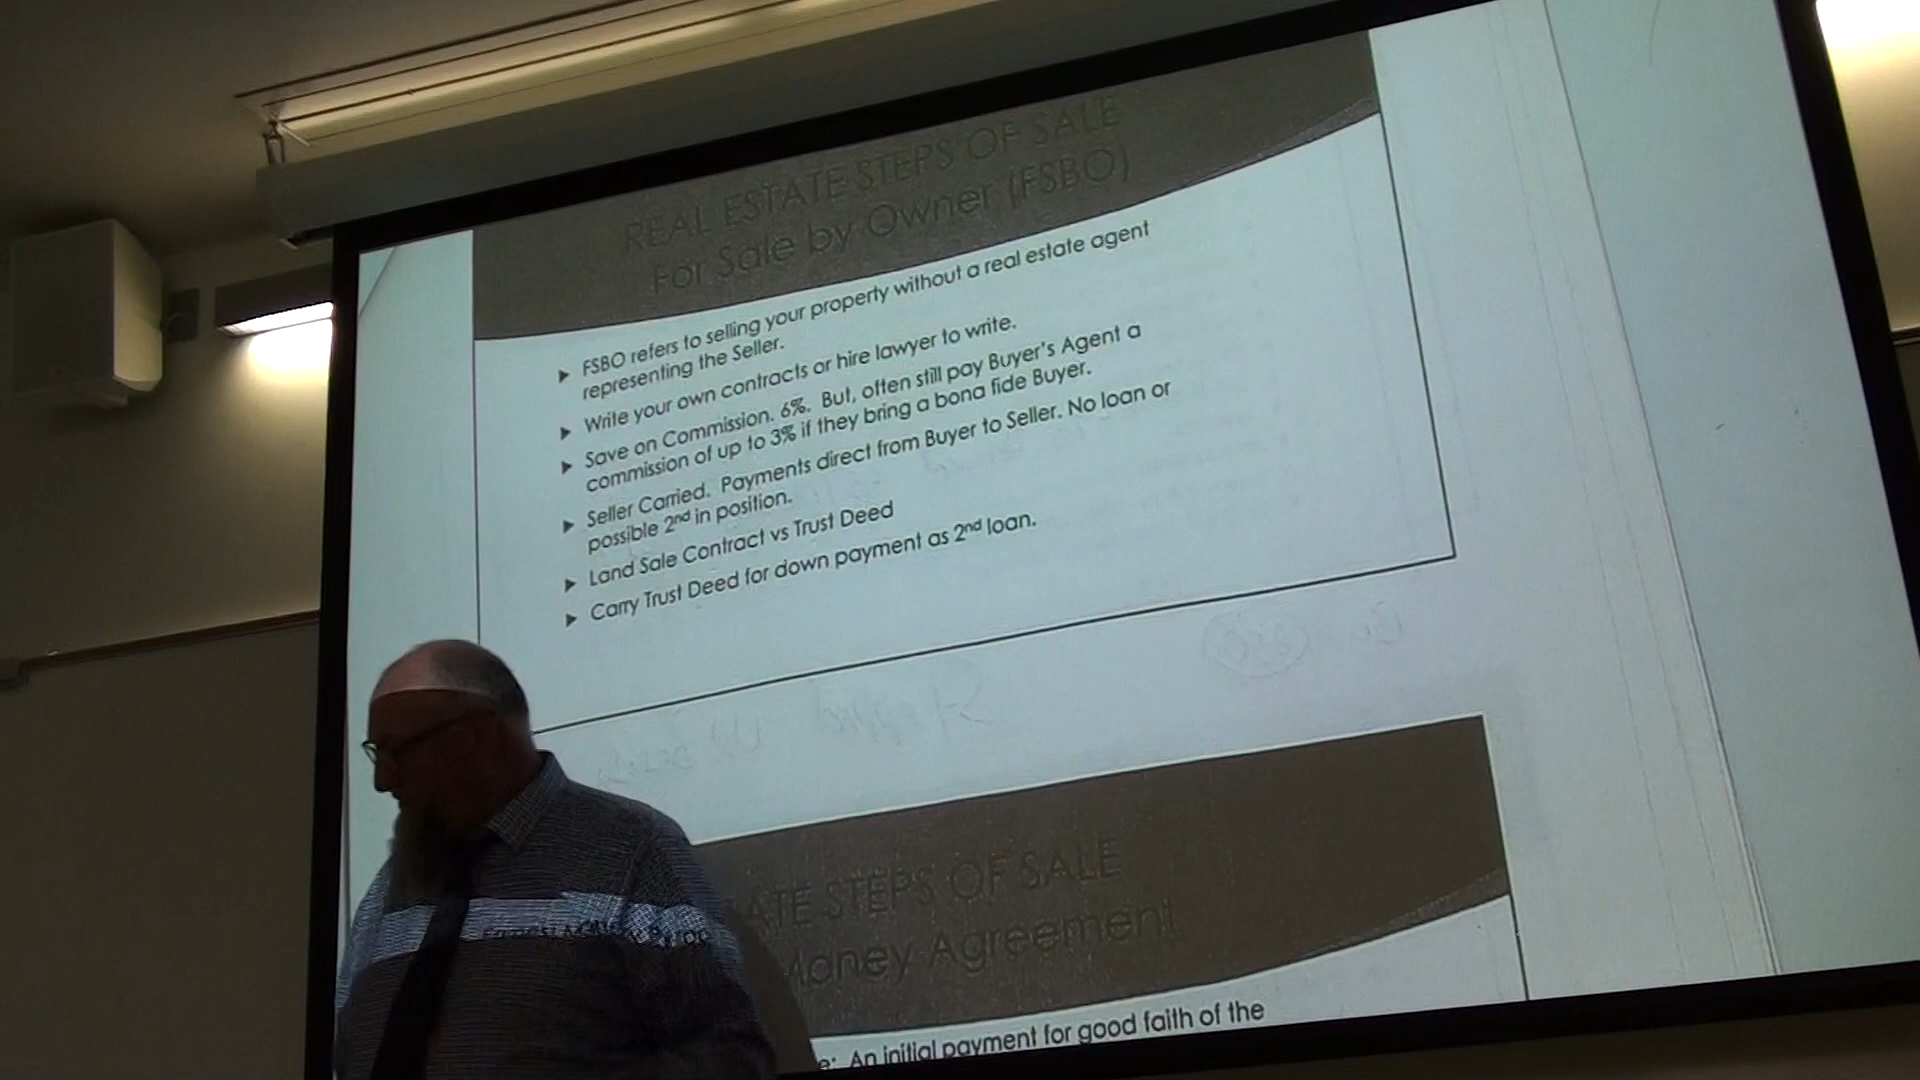 REAL ESTATE STEPS OF SALE
For Sale by Owner (FSBO)
FSBO refers to selling your property without a real estate agent
representing the Seller.
Write your own contracts or hire lawyer to write.
Save on Commission. 6%. But, often still pay Buyer's Agent a
commission of up to 3% if they bring a bona fide Buyer.
Seller Carried. Payments direct from Buyer to Seller. No loan or
possible 2nd in position.
Land Sale Contract vs Trust Deed
Carry Trust Deed for down payment as 2nd loan.
ATE STEPS OF SALE
Money Agreement
e: An initial payment for good faith of the